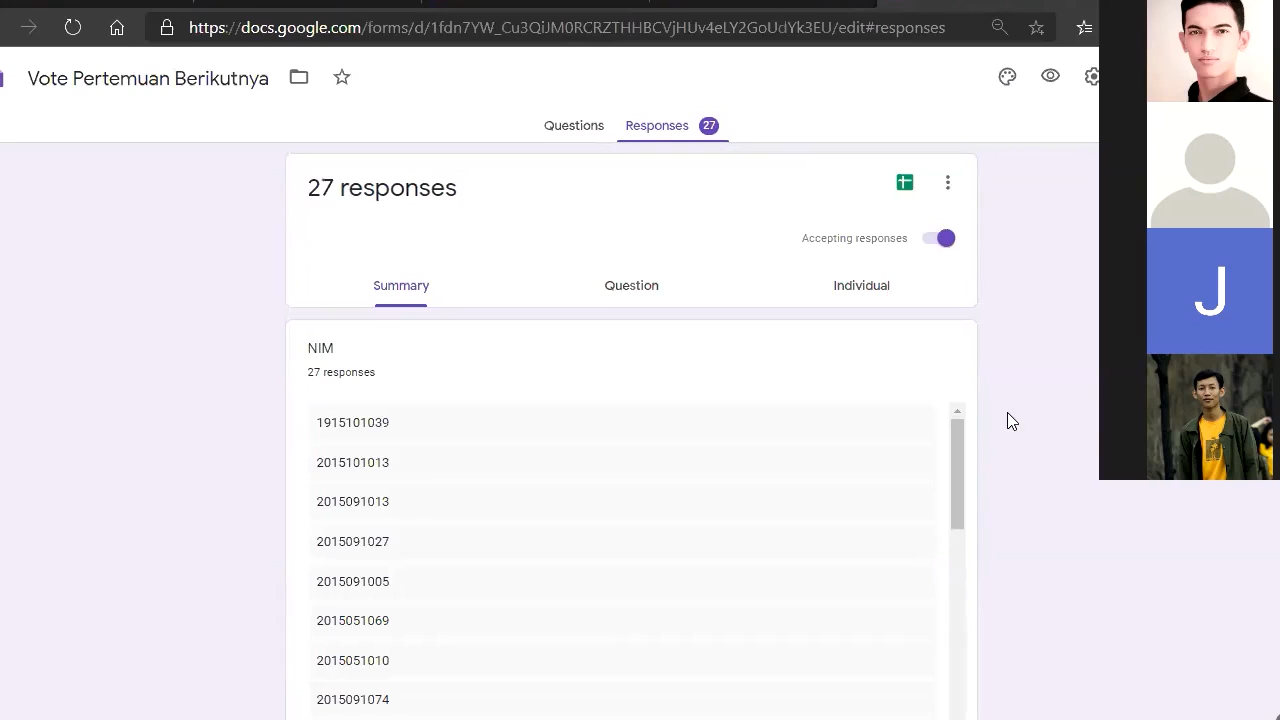 https://docs.google.com/forms/d/1fdn7YW_Cu3QiJM0RCRZTHHBCVjHUv4eLY2GoUdYk3EU/edit#responses
Vote Pertemuan Berikutnya
Questions Responses 27
27 responses
Accepting responses
Summary Question Individual
NIM
27 responses
1915101039
2015101013
2015091013
2015091027
2015091005
2015051069
2015051010
2015091074
J